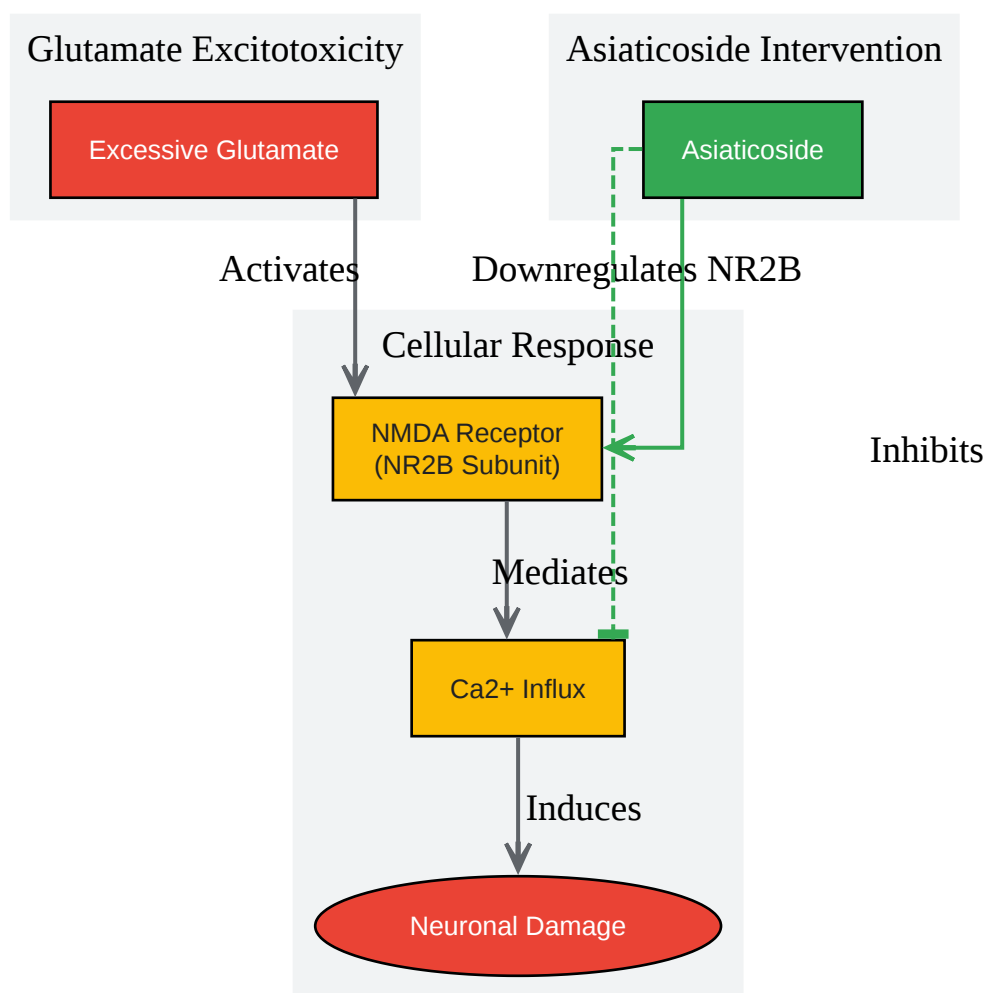 Glutamate Excitotoxicity
Asiaticoside Intervention
Excessive Glutamate
Asiaticoside
Activates
Downregulates NR2B
Cellular Response
NMDA Receptor
(NR2B Subunit)
Inhibits
Mediates
Ca2+ Influx
Induces
Neuronal Damage